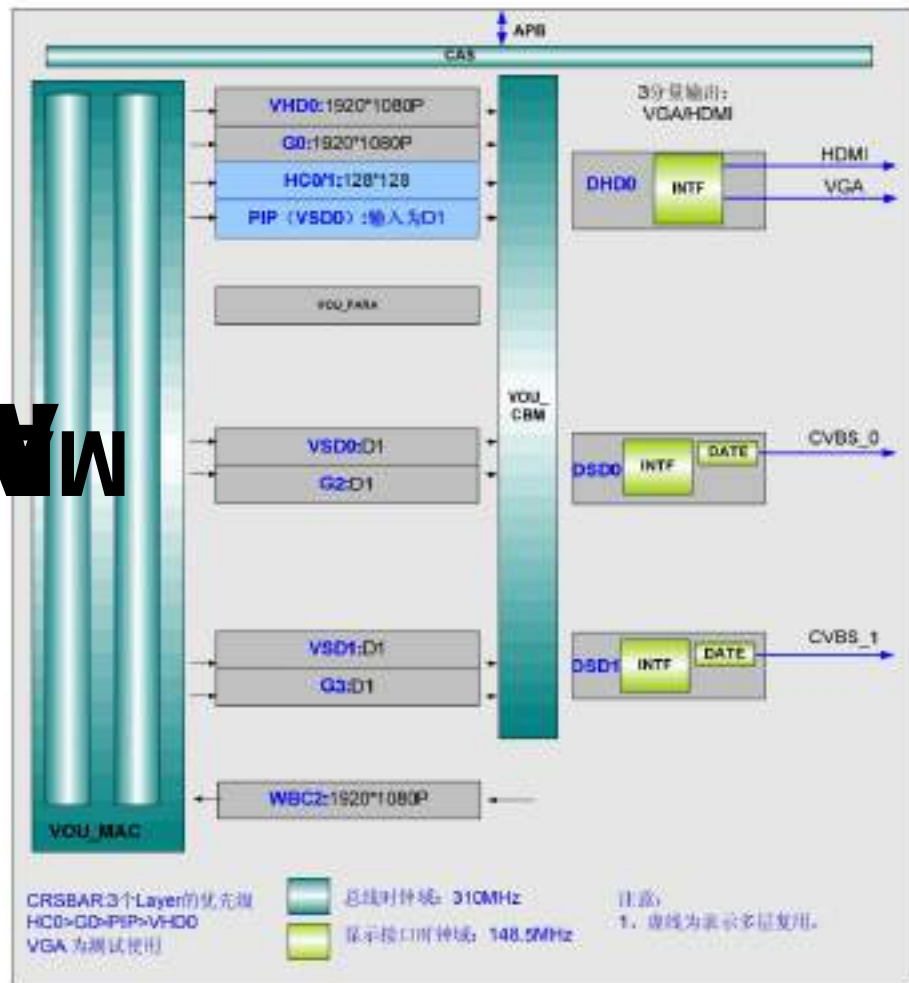 APB
CAS
VHD0:1920*1080P
G0:1920*1080P
HC0/1:128*128
PIP（VSD0）:输入为D1
3分量输出:
VGA/HDMI
DHD0
INTF
HDMI
VGA
VOU_PARA
VOU_
CBM
VSD0:D1
G2:D1
DSD0
INTF
DATE
CVBS_0
VSD1:D1
G3:D1
DSD1
INTF
DATE
CVBS_1
WBC2:1920*1080P
VOU_MAC
CRSBAR:3个Layer的优先级
HC0>G0>PIP>VHD0
VGA 为测试使用
总线时钟域：310MHz
显示接口时钟域：148.5MHz
注意：
1、虚线为表示多层复用。